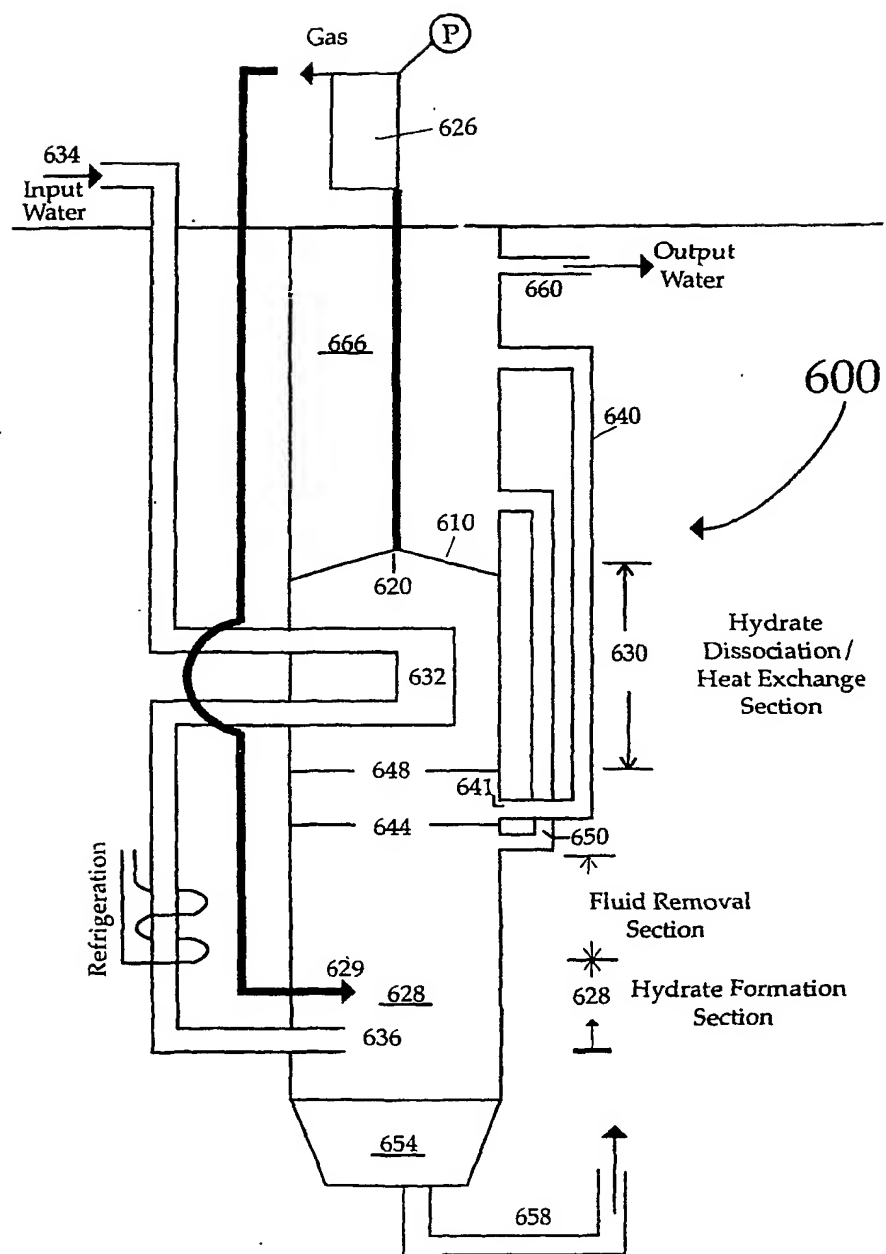 Gas
P
626
634
Input
Water
Output
Water
660
666
600
640
610
620
630
Hydrate
Dissociation/
Heat Exchange
Section
632
648
641
644
650
Refrigeration
Fluid Removal
Section
629
628
628
Hydrate Formation
Section
636
654
658